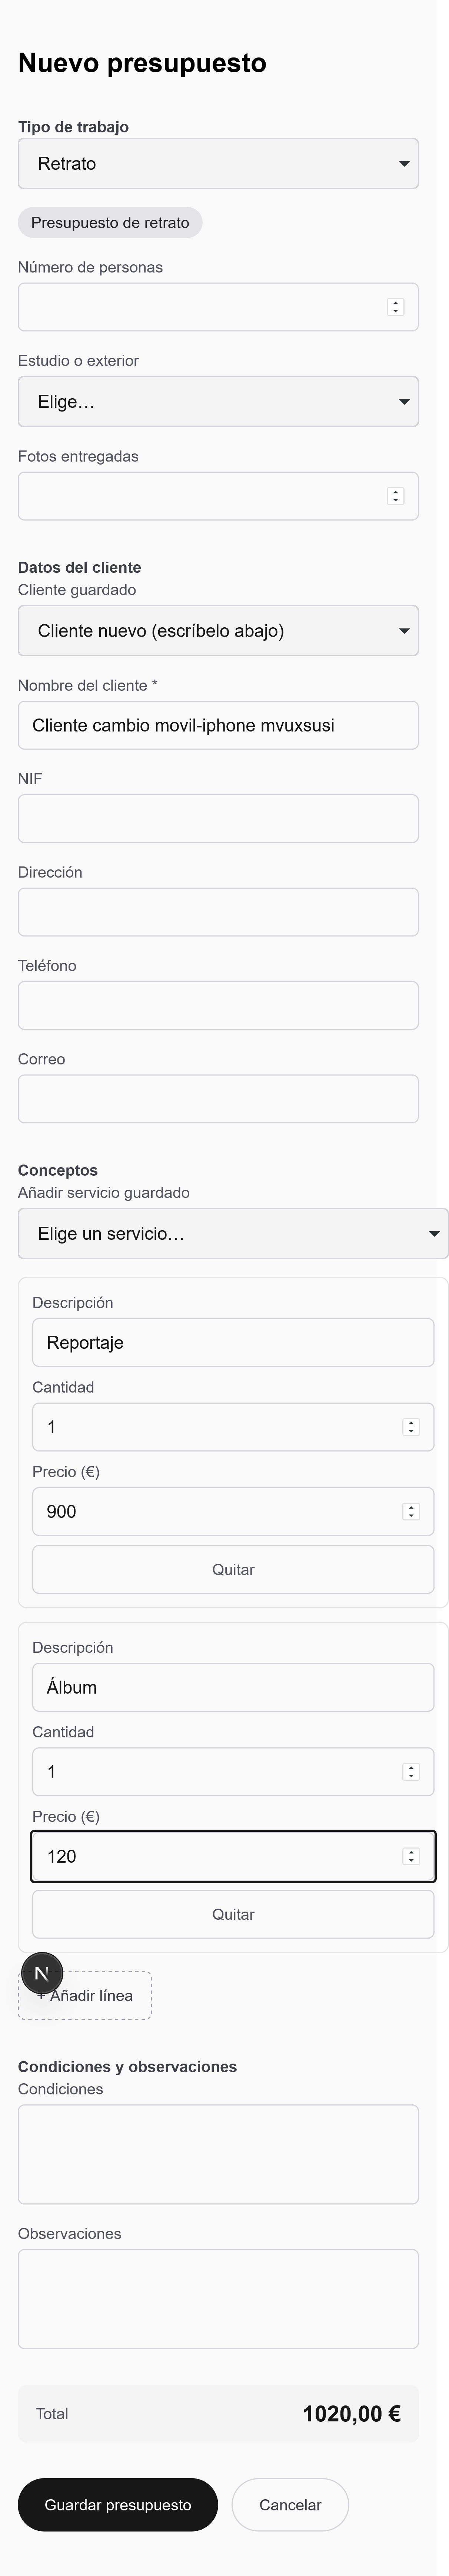 Nuevo presupuesto
Tipo de trabajo
Retrato
Presupuesto de retrato
Número de personas
Estudio o exterior
Elige…
Fotos entregadas
Datos del cliente
Cliente guardado
Cliente nuevo (escríbelo abajo)
Nombre del cliente *
Cliente cambio movil-iphone mvuxsusi
NIF
Dirección
Teléfono
Correo
Conceptos
Añadir servicio guardado
Elige un servicio…
Descripción
Reportaje
Cantidad
1
Precio (€)
900
Quitar
Descripción
Álbum
Cantidad
1
Precio (€)
120
Quitar
N
+ Añadir línea
Condiciones y observaciones
Condiciones
Observaciones
Total 1020,00 €
Guardar presupuesto Cancelar